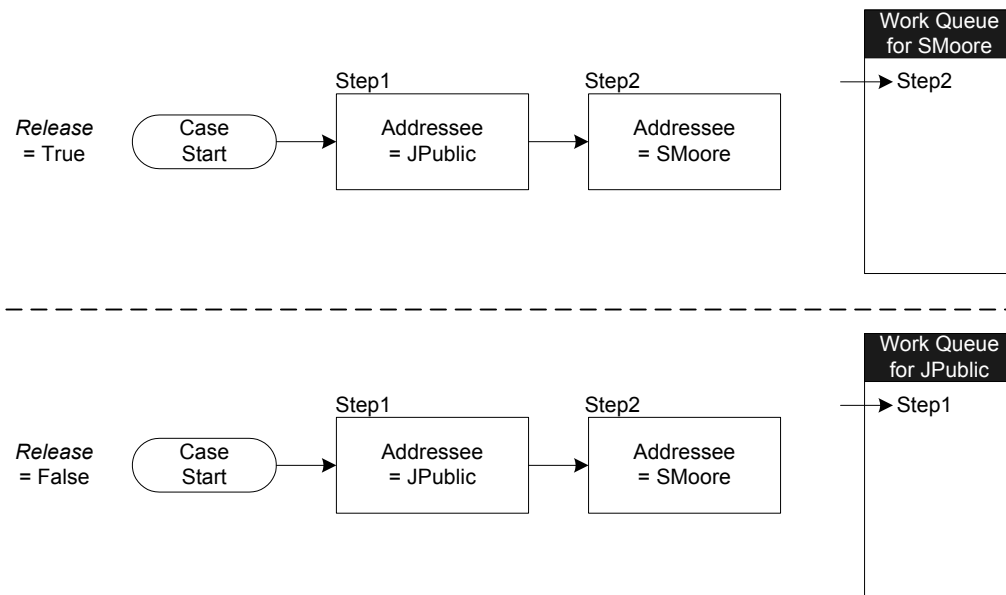 Work Queue
for SMoore
Step1
Step2
Step2
Release
= True
Case
Start
Addressee
= JPublic
Addressee
= SMoore
Work Queue
for JPublic
Step1
Step2
Step1
Release
= False
Case
Start
Addressee
= JPublic
Addressee
= SMoore